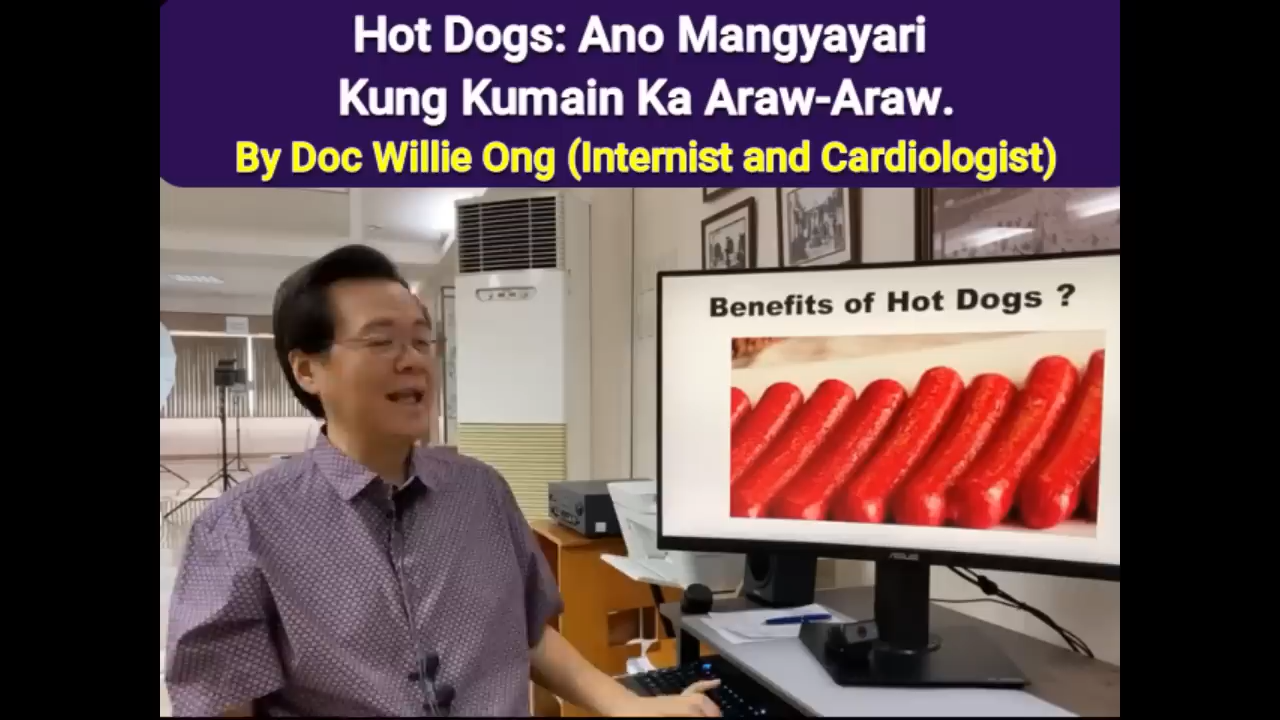 Hot Dogs: Ano Mangyayari
Kung Kumain Ka Araw-Araw.
By Doc Willie Ong (Internist and Cardiologist)
Benefits of Hot Dogs ?
ASUS